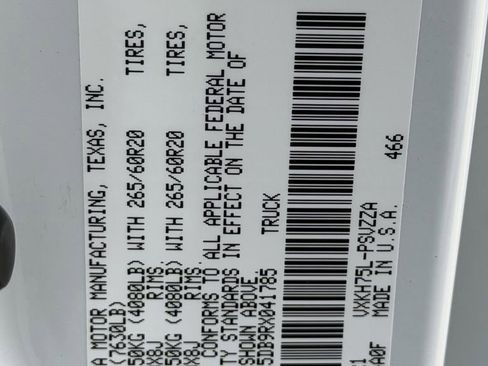 A MOTOR MANUFACTURING, TEXAS, INC.
(7630LB)
50KG (4080LB) WITH 265/60R20 TIRES,
X8J RIMS,
50KG (4080LB) WITH 265/60R20 TIRES,
X8J RIMS,
CONFORMS TO ALL APPLICABLE FEDERAL MOTOR
TY STANDARDS IN EFFECT ON THE DATE OF
SHOWN ABOVE
5DB9RX041785 TRUCK
VXKH75L-PSVZZA
A0F MADE IN U.S.A. 466